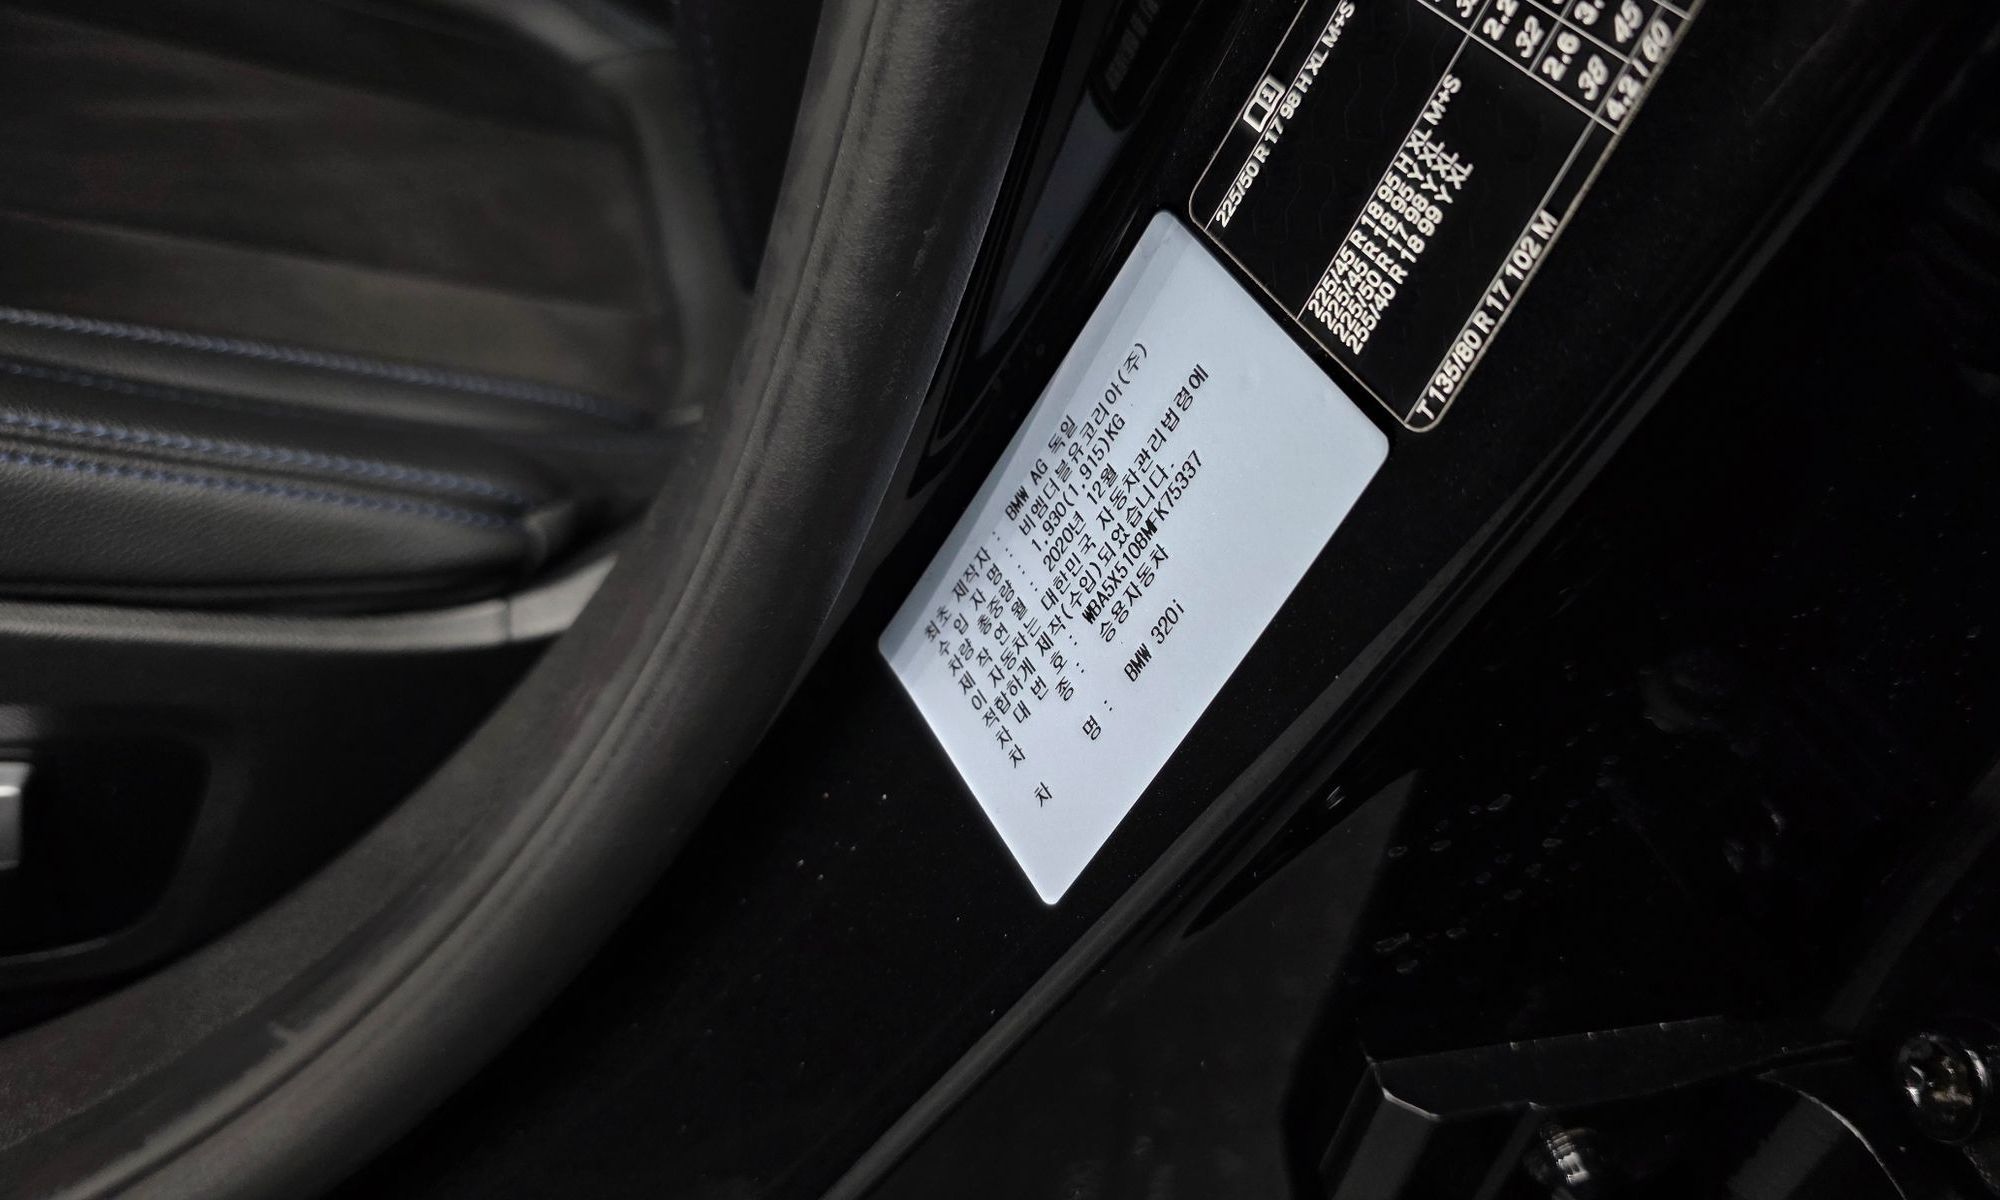 최초 제작자 : BMW AG 독일
수 입 자 명 : 비엠더블유코리아(주)
차량 총중량 : 1,930(1,915)KG
제 작 연 월 : 2020년 12월
이 자동차는 대한민국 자동차관리법령에
적합하게 제작(수입)되었습니다.
차 대 번 호 : WBA5X5108MFK75337
차 종 : 승용자동차
차 명 : BMW 320i
225/50 R 17 98 H XL M+S
225/45 R 18 95 H XL M+S
225/45 R 18 95 Y XL
225/50 R 17 98 Y XL
255/40 R 18 99 Y XL
2.2
32
2.6
38
45
T 135/80 R 17 102 M
4.2 / 60